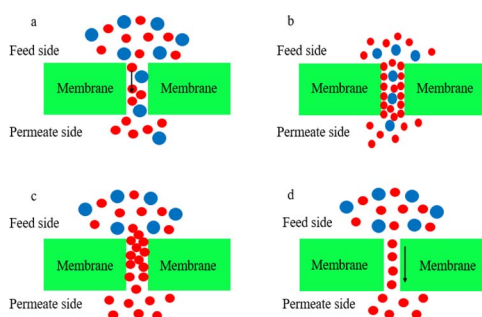 a
Feed side
Membrane Membrane
Permeate side
b
Feed side
Membrane Membrane
Permeate side
c
Feed side
Membrane Membrane
Permeate side
d
Feed side
Membrane Membrane
Permeate side